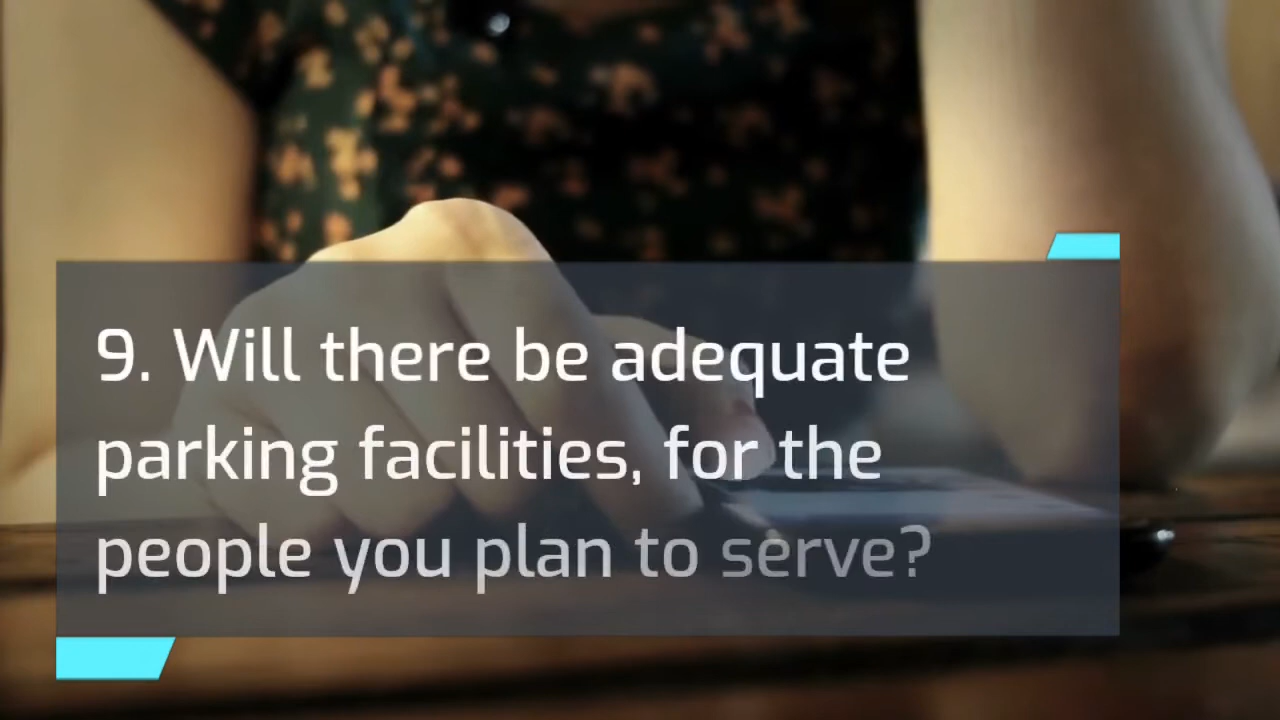 9. Will there be adequate
parking facilities, for the
people you plan to serve?